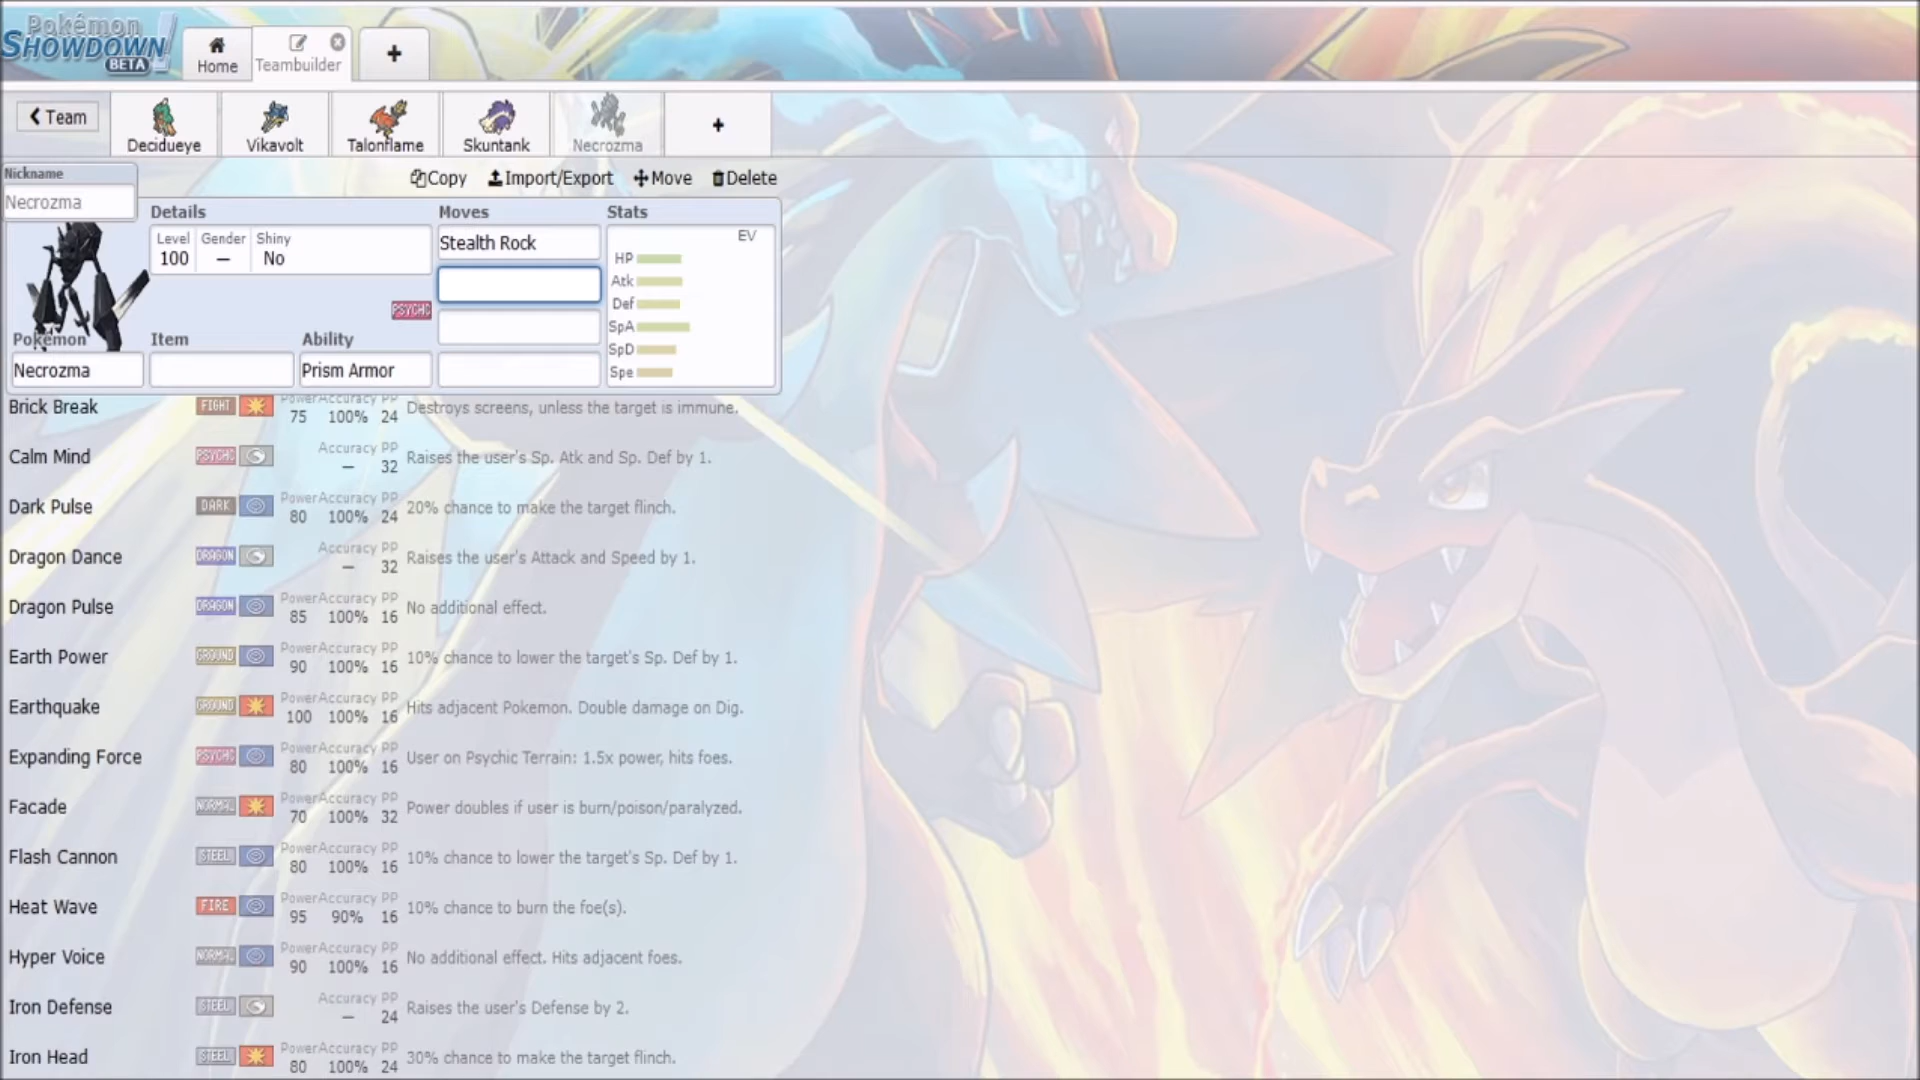 Pokémon
SHOWDOWN!
BETA
Home
Teambuilder
+
Team
Decidueye
Vikavolt
Talonflame
Skuntank
Necrozma
+
Copy
Import/Export
Move
Delete
Nickname
Necrozma
Details
Moves
Stats
Level
Gender
Shiny
100
—
No
Stealth Rock
EV
HP
Atk
Def
SpA
SpD
Spe
PSYCHC
Pokémon
Item
Ability
Necrozma
Prism Armor
Brick Break FIGHT Power Accuracy PP 75 100% 24 Destroys screens, unless the target is immune.
Calm Mind PSYCHC Accuracy PP — 32 Raises the user's Sp. Atk and Sp. Def by 1.
Dark Pulse DARK Power Accuracy PP 80 100% 24 20% chance to make the target flinch.
Dragon Dance DRAGON Accuracy PP — 32 Raises the user's Attack and Speed by 1.
Dragon Pulse DRAGON Power Accuracy PP 85 100% 16 No additional effect.
Earth Power GROUND Power Accuracy PP 90 100% 16 10% chance to lower the target's Sp. Def by 1.
Earthquake GROUND Power Accuracy PP 100 100% 16 Hits adjacent Pokemon. Double damage on Dig.
Expanding Force PSYCHC Power Accuracy PP 80 100% 16 User on Psychic Terrain: 1.5x power, hits foes.
Facade NORMAL Power Accuracy PP 70 100% 32 Power doubles if user is burn/poison/paralyzed.
Flash Cannon STEEL Power Accuracy PP 80 100% 16 10% chance to lower the target's Sp. Def by 1.
Heat Wave FIRE Power Accuracy PP 95 90% 16 10% chance to burn the foe(s).
Hyper Voice NORMAL Power Accuracy PP 90 100% 16 No additional effect. Hits adjacent foes.
Iron Defense STEEL Accuracy PP — 24 Raises the user's Defense by 2.
Iron Head STEEL Power Accuracy PP 80 100% 24 30% chance to make the target flinch.